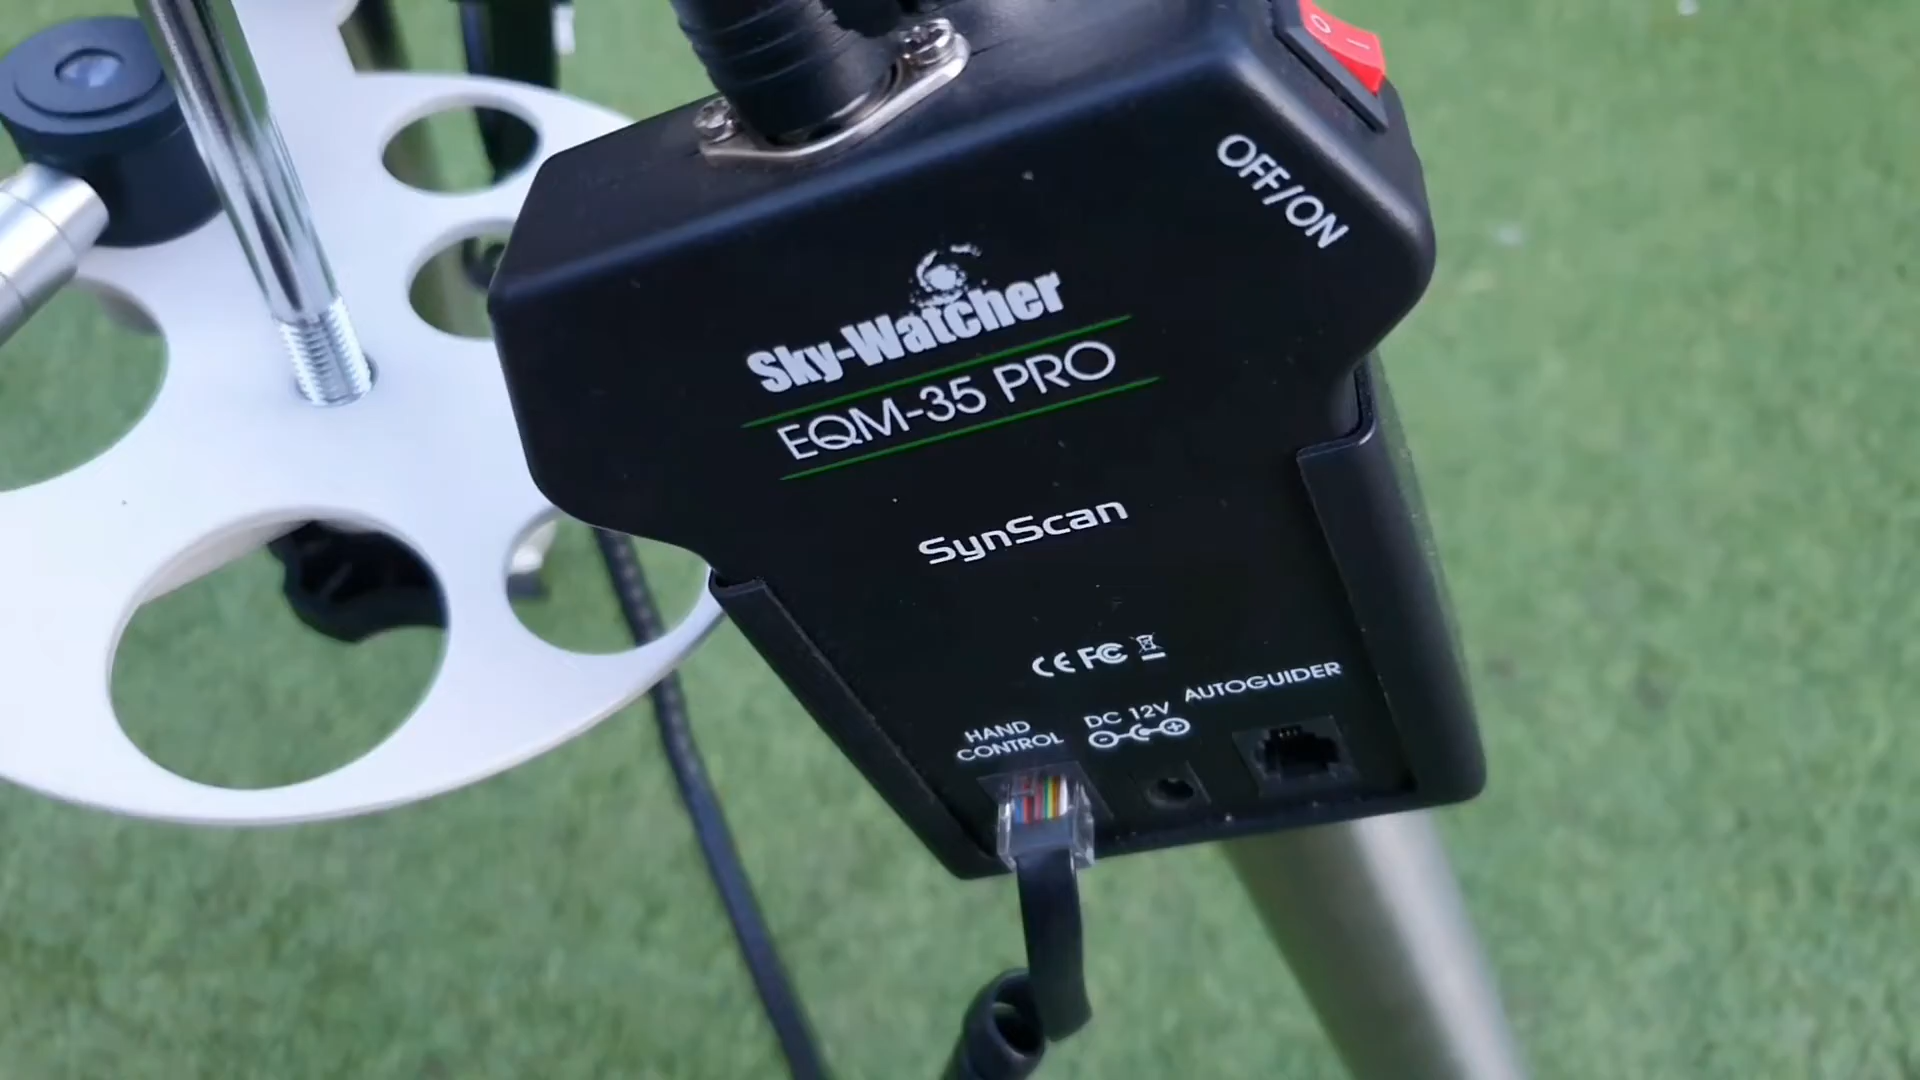 OFF/ON
Sky-Watcher
EQM-35 PRO
SynScan
CE FC
HAND
CONTROL
DC 12V
AUTOGUIDER